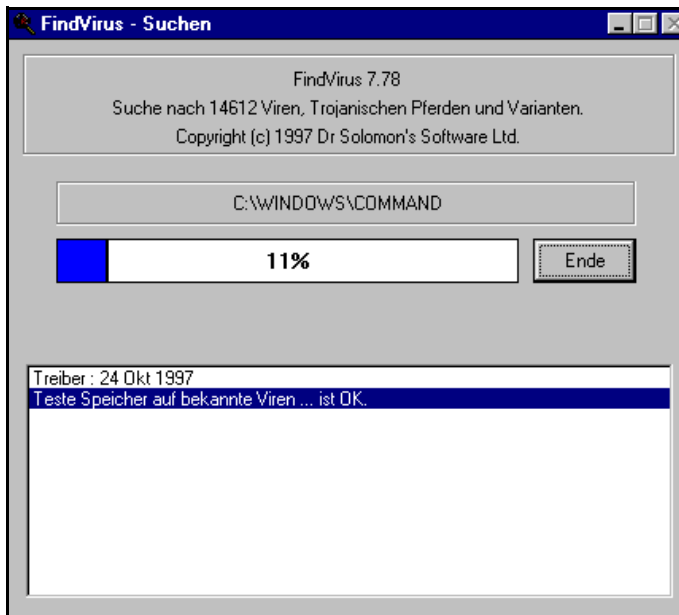 FindVirus - Suchen
FindVirus 7.78
Suche nach 14612 Viren, Trojanischen Pferden und Varianten.
Copyright (c) 1997 Dr Solomon's Software Ltd.
C:\WINDOWS\COMMAND
11%
Ende
Treiber : 24 Okt 1997
Teste Speicher auf bekannte Viren ... ist OK.